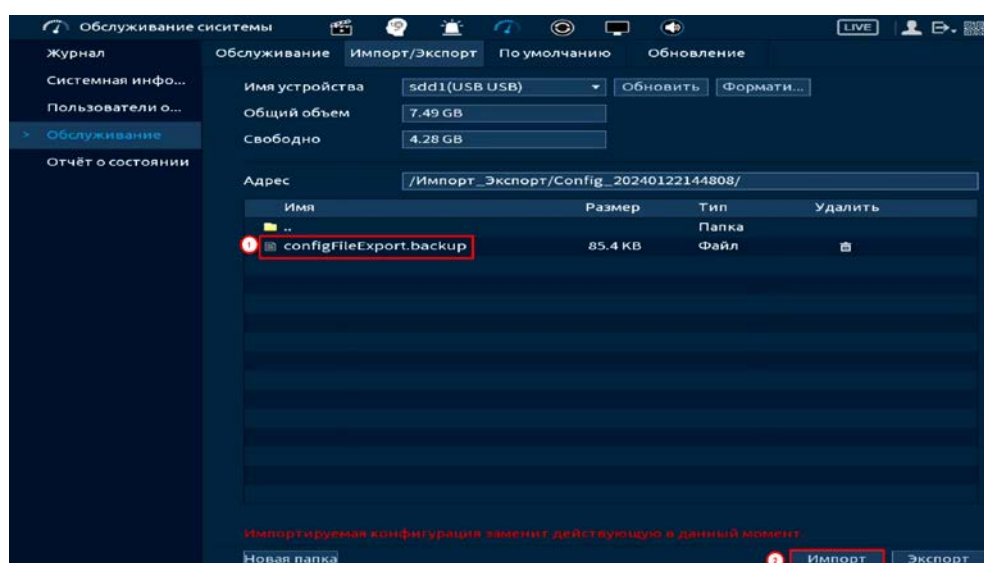 Обслуживание сиситемы LIVE
Журнал
Системная инфо...
Пользователи о...
> Обслуживание
Отчёт о состоянии
Обслуживание Импорт/Экспорт По умолчанию Обновление
Имя устройства sdd1(USB USB) Обновить Формати...
Общий объем 7.49 GB
Свободно 4.28 GB
Адрес /Импорт_Экспорт/Config_20240122144808/
Имя Размер Тип Удалить
.. Папка
1 configFileExport.backup 85.4 KB Файл
Импортируемая конфигурация заменит действующую в данный момент.
Новая папка 2 Импорт Экспорт